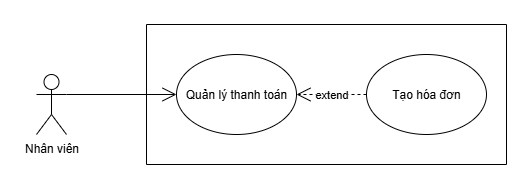 Quản lý thanh toán
extend
Tạo hóa đơn
Nhân viên